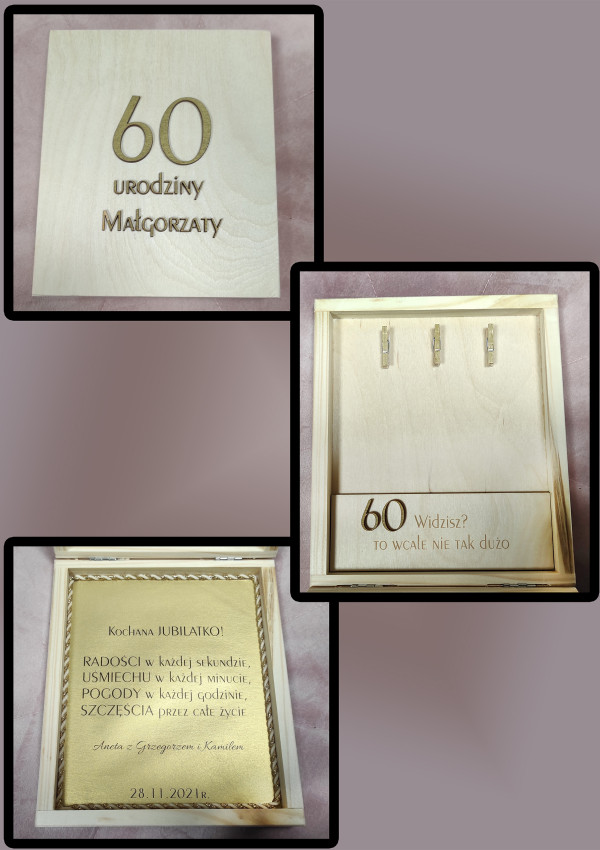 60
urodziny
Małgorzaty
60 Widzisz?
to wcale nie tak dużo
Kochana JUBILATKO!
RADOŚCI w każdej sekundzie,
UŚMIECHU w każdej minucie,
POGODY w każdej godzinie,
SZCZĘŚCIA przez całe życie
Aneta z Grzegorzem i Kamilem
28.11.2021r.